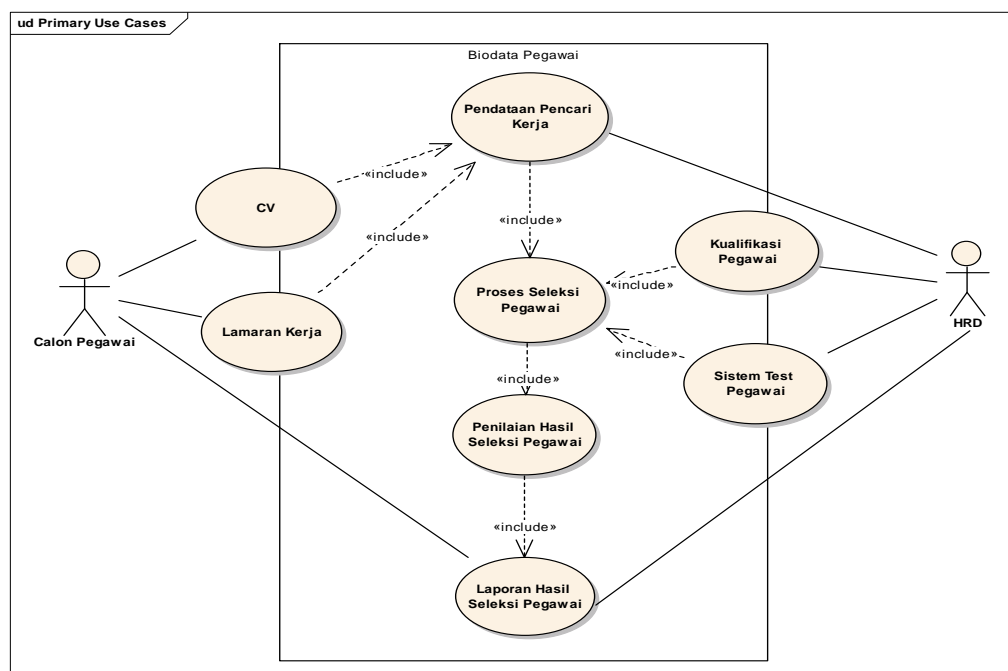 ud Primary Use Cases
Biodata Pegawai
Pendataan Pencari
Kerja
«include»
CV
«include»
«include»
Kualifikasi
Pegawai
Proses Seleksi
Pegawai
«include»
Calon Pegawai
Lamaran Kerja
HRD
«include»
Sistem Test
Pegawai
«include»
Penilaian Hasil
Seleksi Pegawai
«include»
Laporan Hasil
Seleksi Pegawai